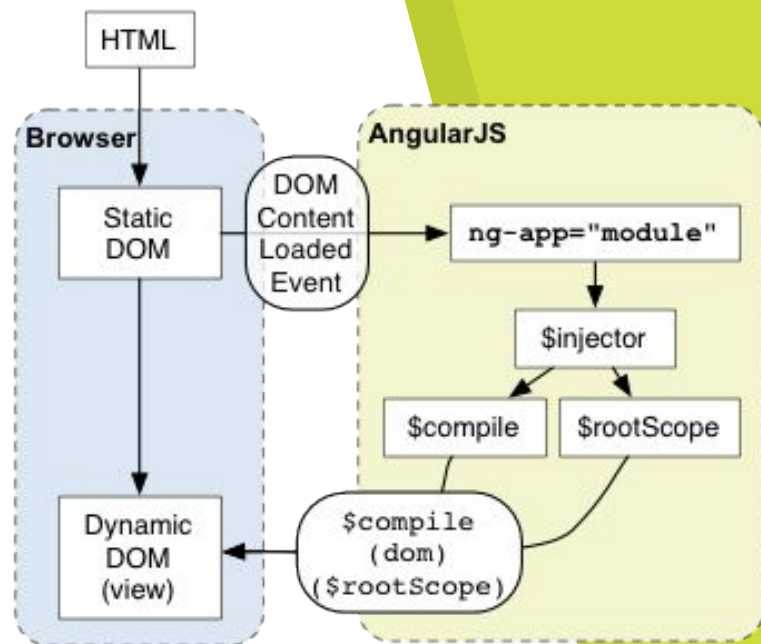 HTML
Browser
AngularJS
Static
DOM
DOM
Content
Loaded
Event
ng-app="module"
$injector
$compile
$rootScope
Dynamic
DOM
(view)
$compile
(dom)
($rootScope)